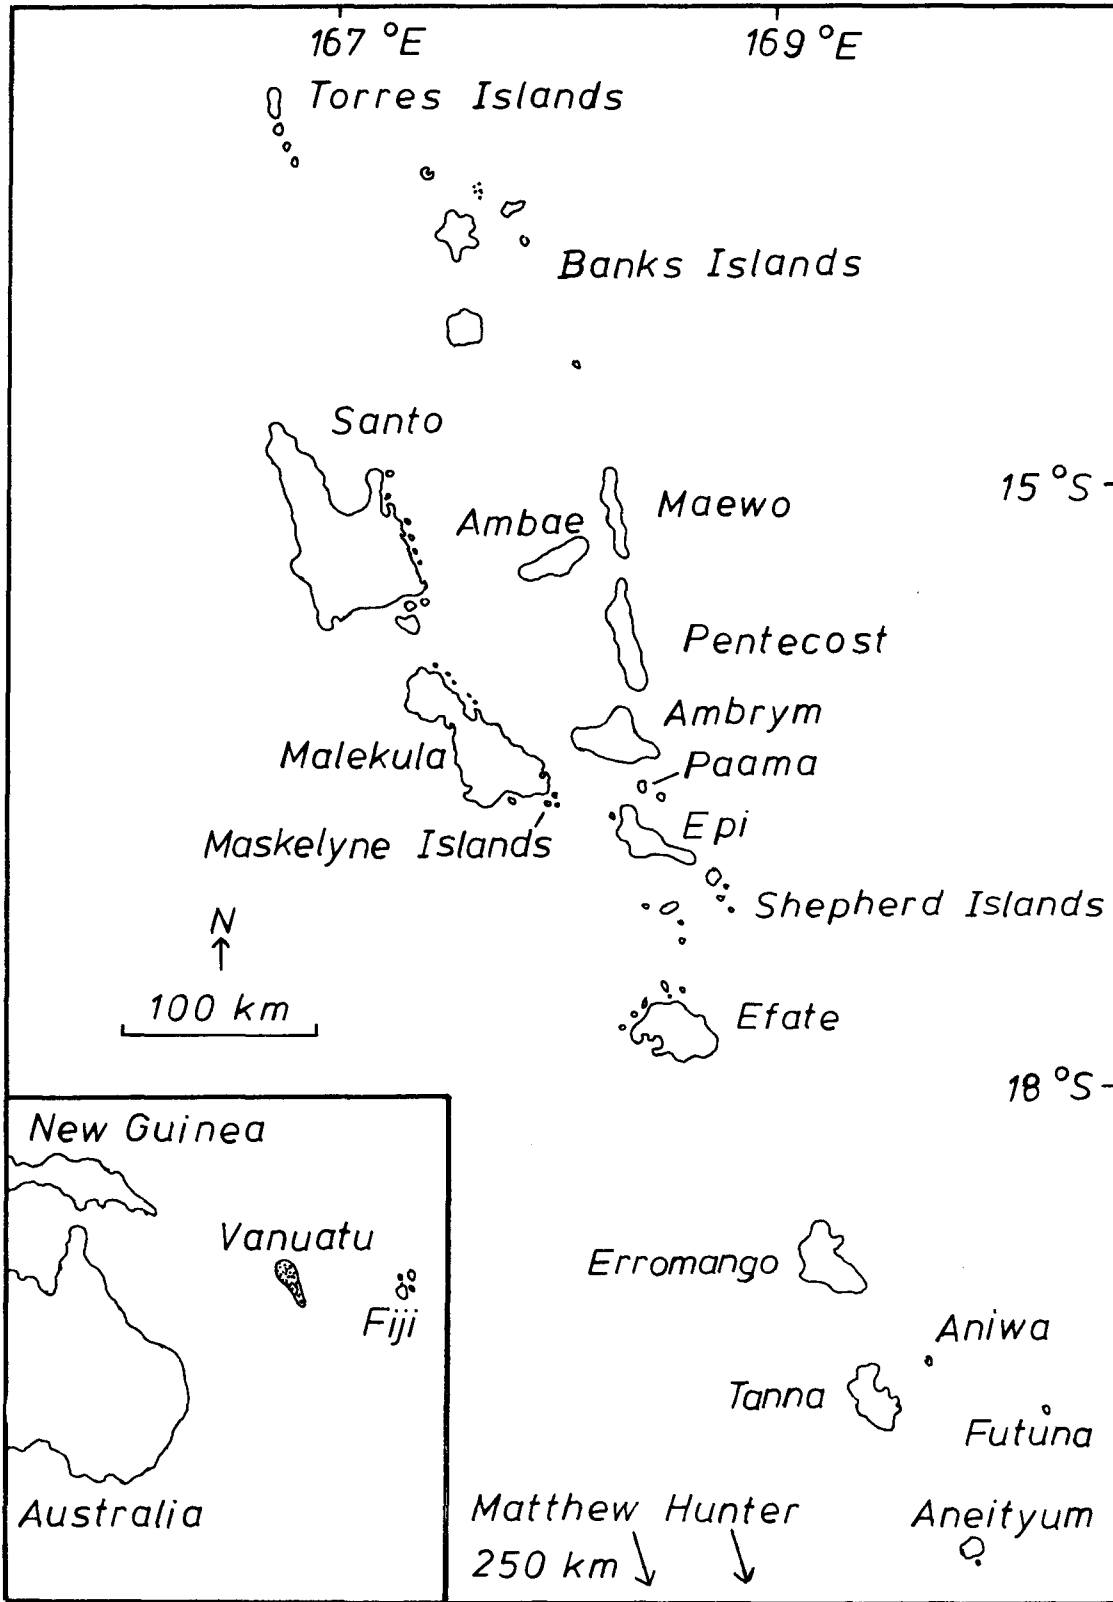 167 °E
169 °E
Torres Islands
Banks Islands
Santo
15 °S
Maewo
Ambae
Pentecost
Ambrym
Malekula
Paama
Epi
Maskelyne Islands
Shepherd Islands
N
100 km
Efate
18 °S
New Guinea
Vanuatu
Fiji
Erromango
Aniwa
Tanna
Futuna
Australia
Matthew Hunter
250 km
Aneityum